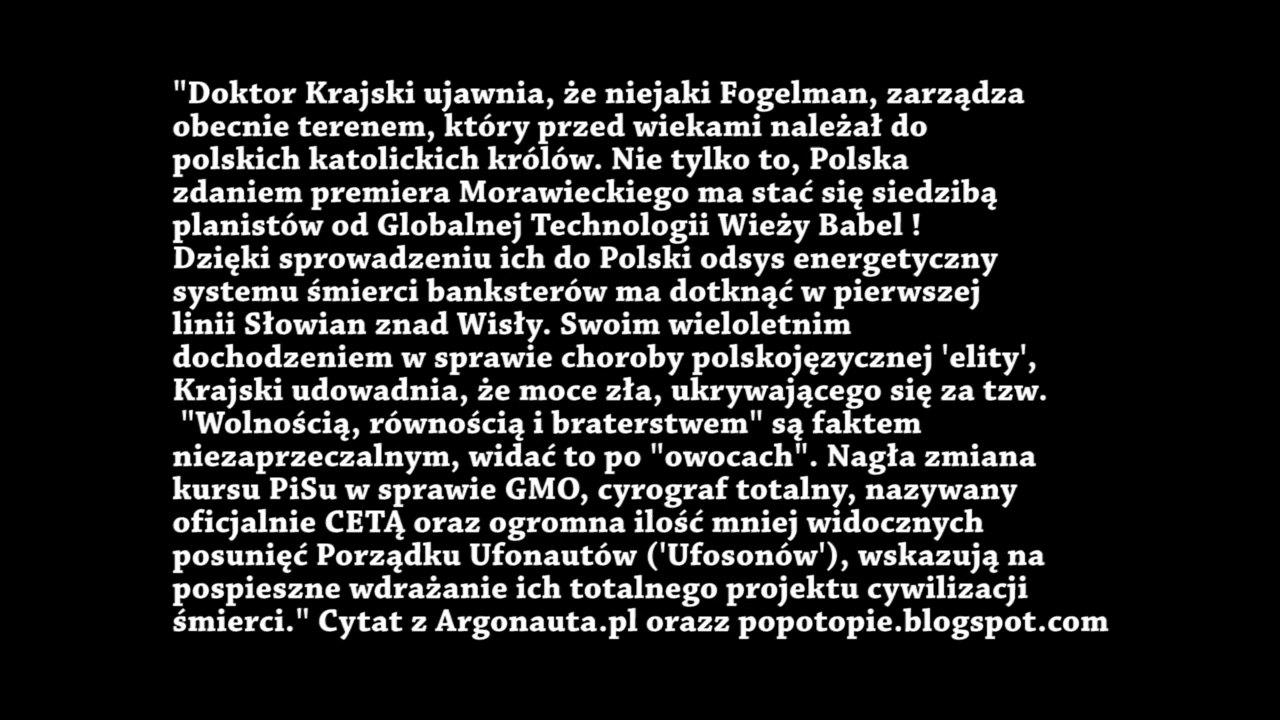 "Doktor Krajski ujawnia, że niejaki Fogelman, zarządza
obecnie terenem, który przed wiekami należał do
polskich katolickich królów. Nie tylko to, Polska
zdaniem premiera Morawieckiego ma stać się siedzibą
planistów od Globalnej Technologii Wieży Babel !
Dzięki sprowadzeniu ich do Polski odsys energetyczny
systemu śmierci banksterów ma dotknąć w pierwszej
linii Słowian znad Wisły. Swoim wieloletnim
dochodzeniem w sprawie choroby polskojęzycznej 'elity',
Krajski udowadnia, że moce zła, ukrywającego się za tzw.
"Wolnością, równością i braterstwem" są faktem
niezaprzeczalnym, widać to po "owocach". Nagła zmiana
kursu PiSu w sprawie GMO, cyrograf totalny, nazywany
oficjalnie CETĄ oraz ogromna ilość mniej widocznych
posunięć Porządku Ufonautów ('Ufosonów'), wskazują na
pospieszne wdrażanie ich totalnego projektu cywilizacji
śmierci." Cytat z Argonauta.pl orazz popotopie.blogspot.com